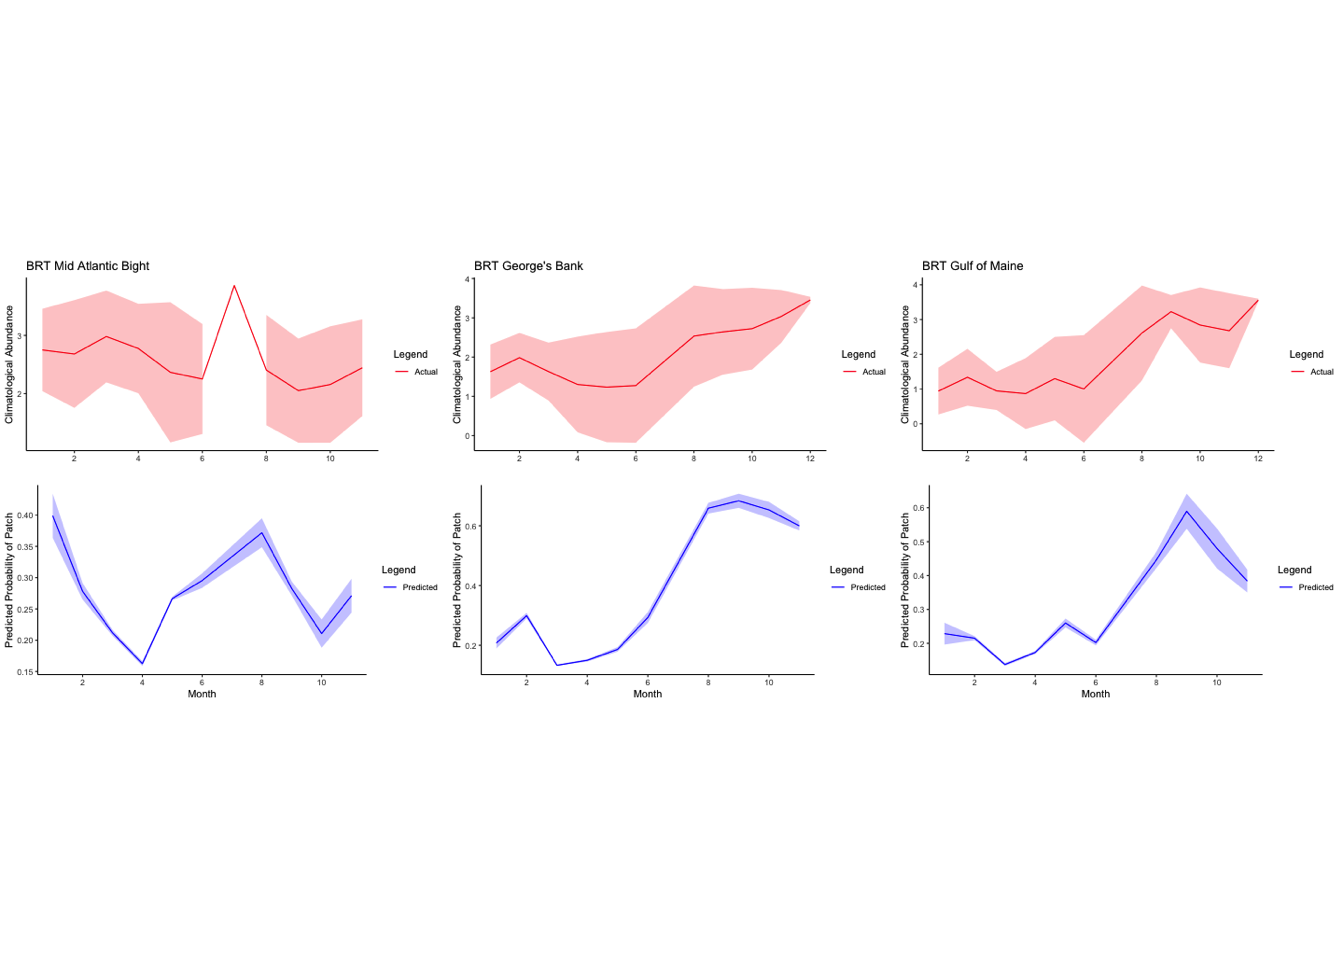 BRT Mid Atlantic Bight
Climatological Abundance
3
2
2
4
6
8
10
Legend
Actual
BRT George's Bank
Climatological Abundance
4
3
2
1
0
2
4
6
8
10
12
Legend
Actual
BRT Gulf of Maine
Climatological Abundance
4
3
2
1
0
2
4
6
8
10
12
Legend
Actual
Predicted Probability of Patch
0.40
0.35
0.30
0.25
0.20
0.15
2
4
6
8
10
Month
Legend
Predicted
Predicted Probability of Patch
0.6
0.4
0.2
2
4
6
8
10
Month
Legend
Predicted
Predicted Probability of Patch
0.6
0.5
0.4
0.3
0.2
2
4
6
8
10
Month
Legend
Predicted